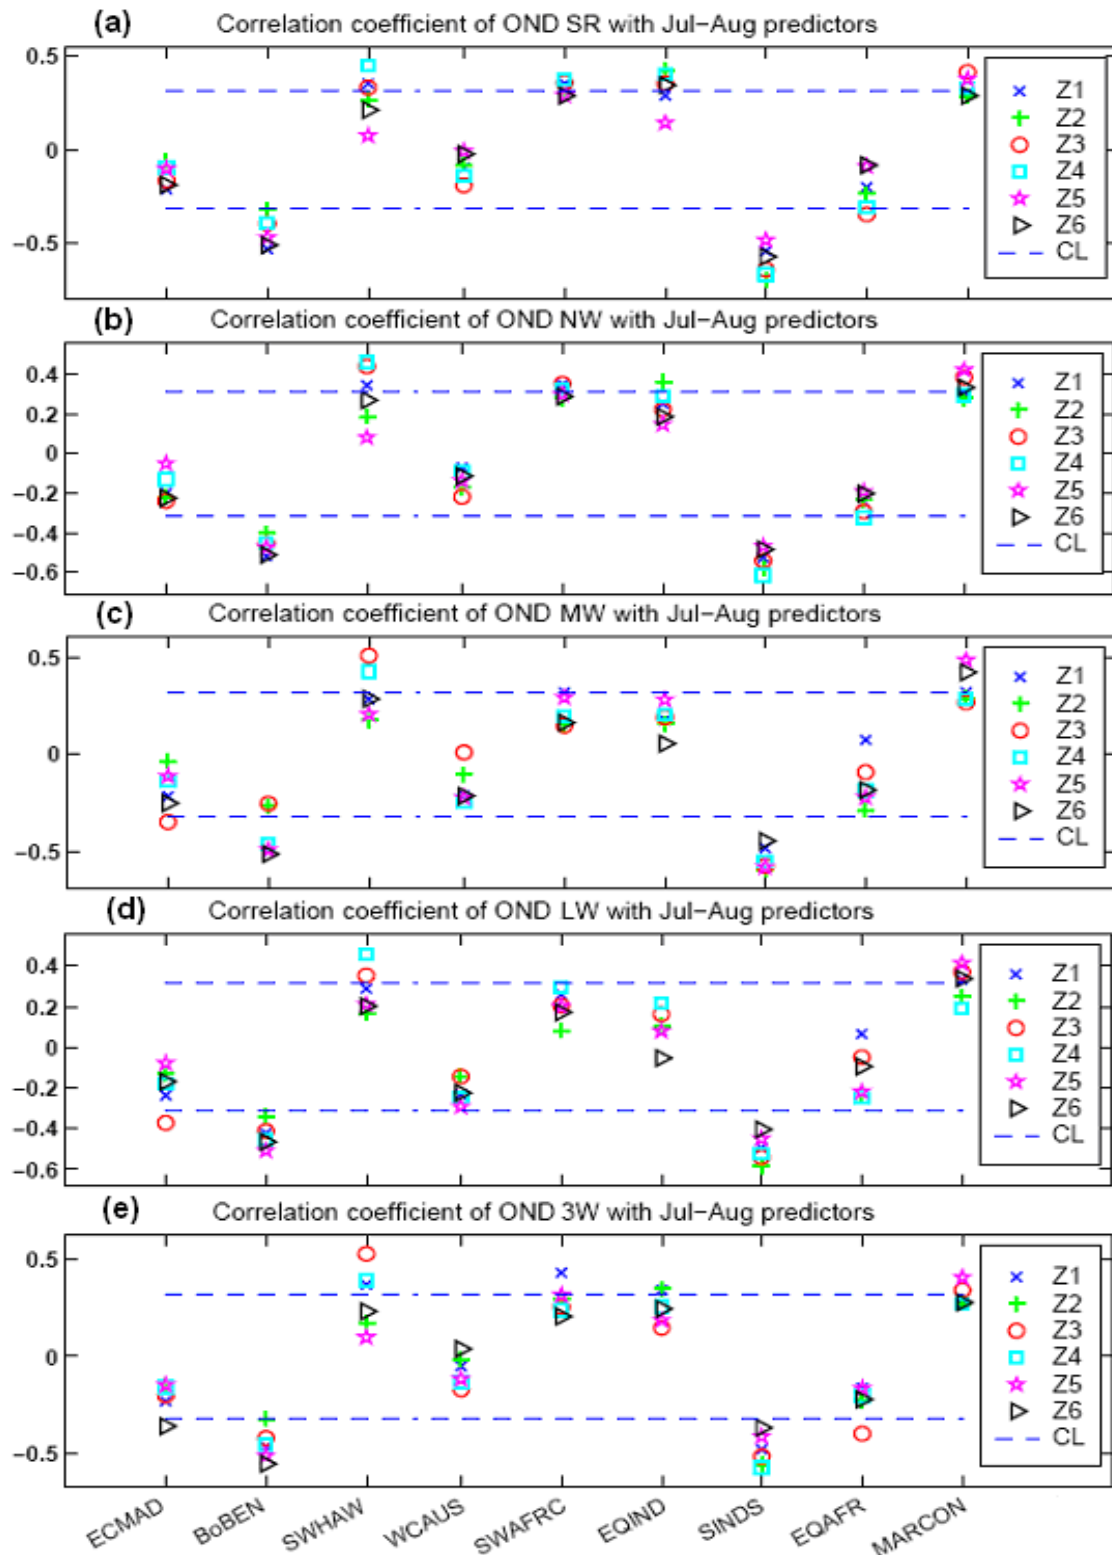 (a) Correlation coefficient of OND SR with Jul-Aug predictors
0.5
0
-0.5
Z1
Z2
Z3
Z4
Z5
Z6
CL
(b) Correlation coefficient of OND NW with Jul-Aug predictors
0.4
0.2
0
-0.2
-0.4
-0.6
Z1
Z2
Z3
Z4
Z5
Z6
CL
(c) Correlation coefficient of OND MW with Jul-Aug predictors
0.5
0
-0.5
Z1
Z2
Z3
Z4
Z5
Z6
CL
(d) Correlation coefficient of OND LW with Jul-Aug predictors
0.4
0.2
0
-0.2
-0.4
-0.6
Z1
Z2
Z3
Z4
Z5
Z6
CL
(e) Correlation coefficient of OND 3W with Jul-Aug predictors
0.5
0
-0.5
Z1
Z2
Z3
Z4
Z5
Z6
CL
ECMAD
BoBEN
SWHAW
WCAUS
SWAFRC
EQIND
SINDS
EQAFR
MARCON